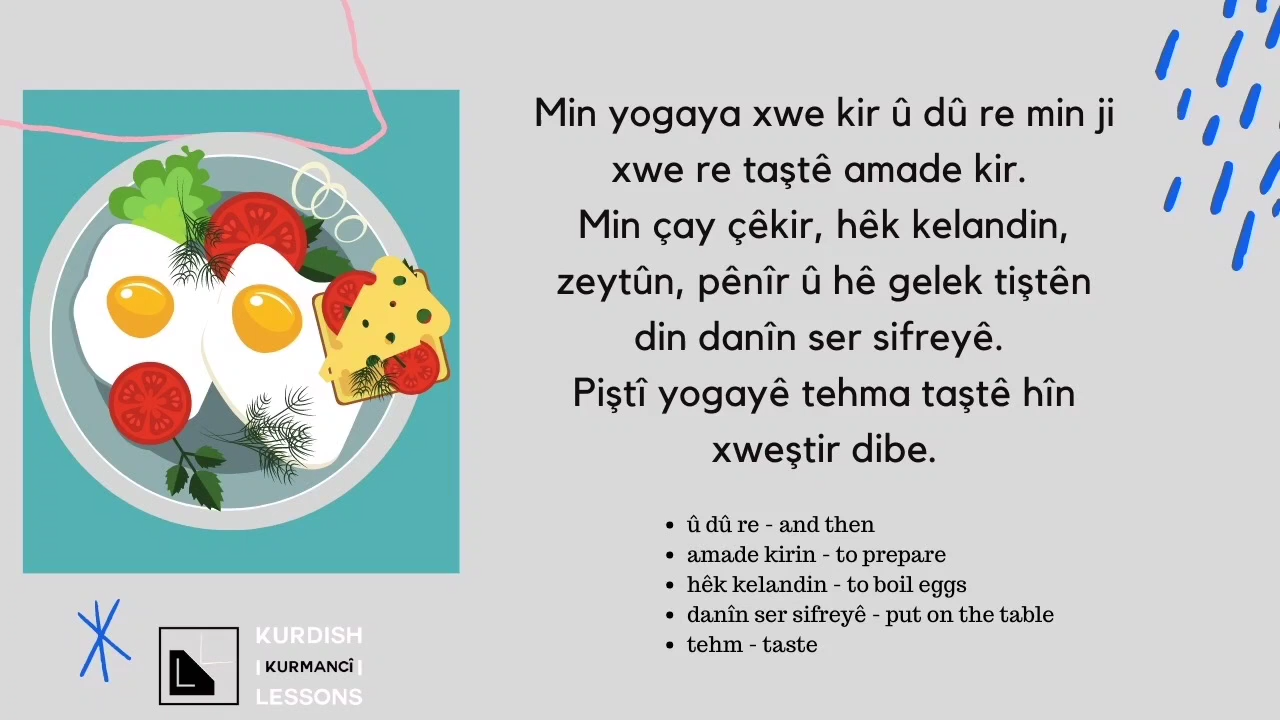 Min yogaya xwe kir û dû re min ji
xwe re taştê amade kir.
Min çay çêkir, hêk kelandin,
zeytûn, pênîr û hê gelek tiştên
din danîn ser sifreyê.
Piştî yogayê tehma taştê hîn
xweştir dibe.
• û dû re - and then
• amade kirin - to prepare
• hêk kelandin - to boil eggs
• danîn ser sifreyê - put on the table
• tehm - taste
KURDISH
| KURMANCÎ |
LESSONS